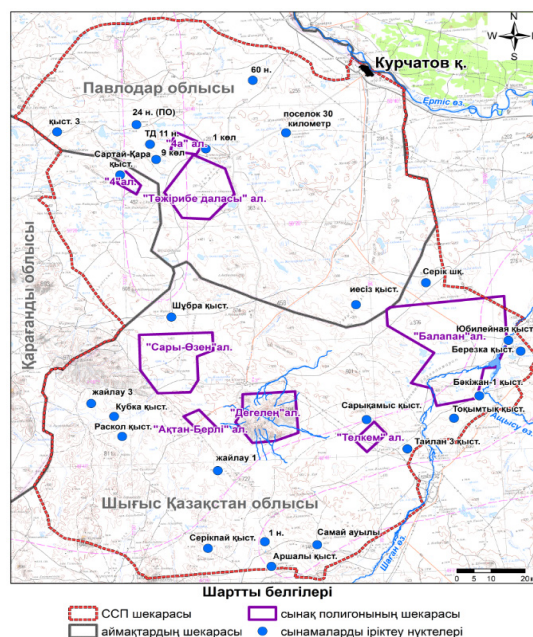 N
W E
S
Курчатов қ.
Павлодар облысы
60 н.
Ертіс өз.
24 н. (ПО)
поселок 30
километр
қыст. 3
ТД 11 н.
1 көл
"4а" ал.
9 көл
Сартай-Қара
қыст.
"4"ал.
"Тәжірибе даласы" ал.
Қарағанды облысы
Серік шқ.
иесіз қыст.
Шұбра қыст.
"Балапан"ал.
Юбилейная қыст.
Березка қыст.
"Сары-Өзен"ал.
Бәкіжан-1 қыст.
жайлау 3
Кубка қыст.
"Дегелең"ал.
Сарықамыс қыст.
Тоқымтық қыст.
Ащысу өз.
Раскол қыст.
"Ақтан-Берлі" ал.
"Телкем" ал.
Тайлан 3 қыст.
жайлау 1
Шығыс Қазақстан облысы
Шаған өз.
Серікпай қыст.
1 н.
Самай ауылы
Аршалы қыст.
0 5 10 20
Шартты белгілері
ССП шекарасы
сынақ полигонының шекарасы
аймақтардың шекарасы
сынамаларды іріктеу нүктелері